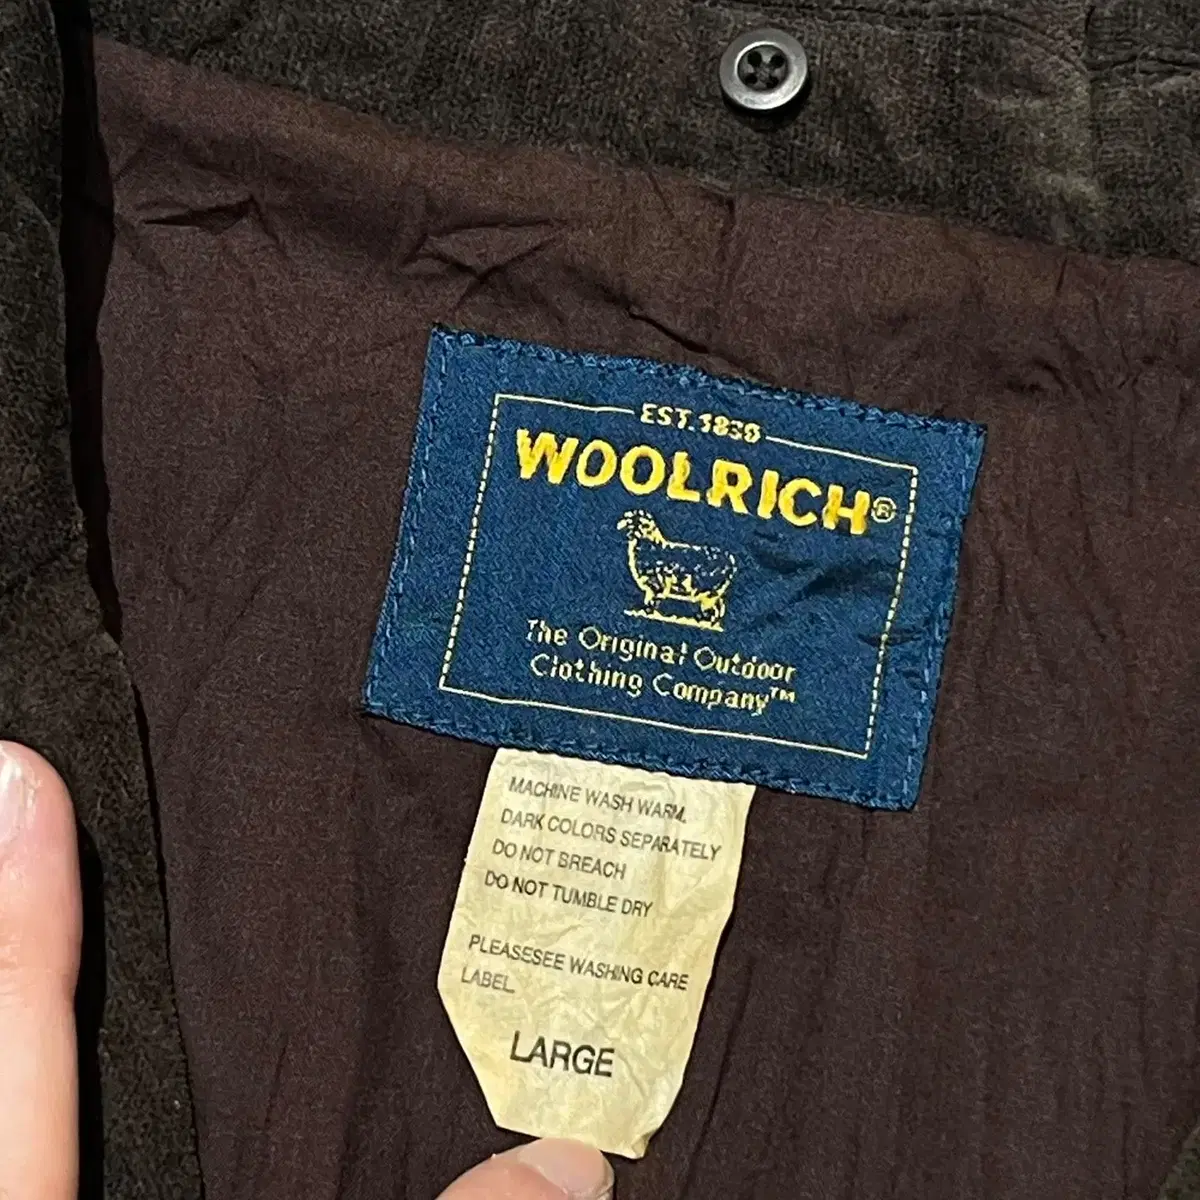 EST. 1830
WOOLRICH®
The Original Outdoor
Clothing Company™
MACHINE WASH WARM.
DARK COLORS SEPARATELY
DO NOT BREACH
DO NOT TUMBLE DRY
PLEASESEE WASHING CARE
LABEL.
LARGE